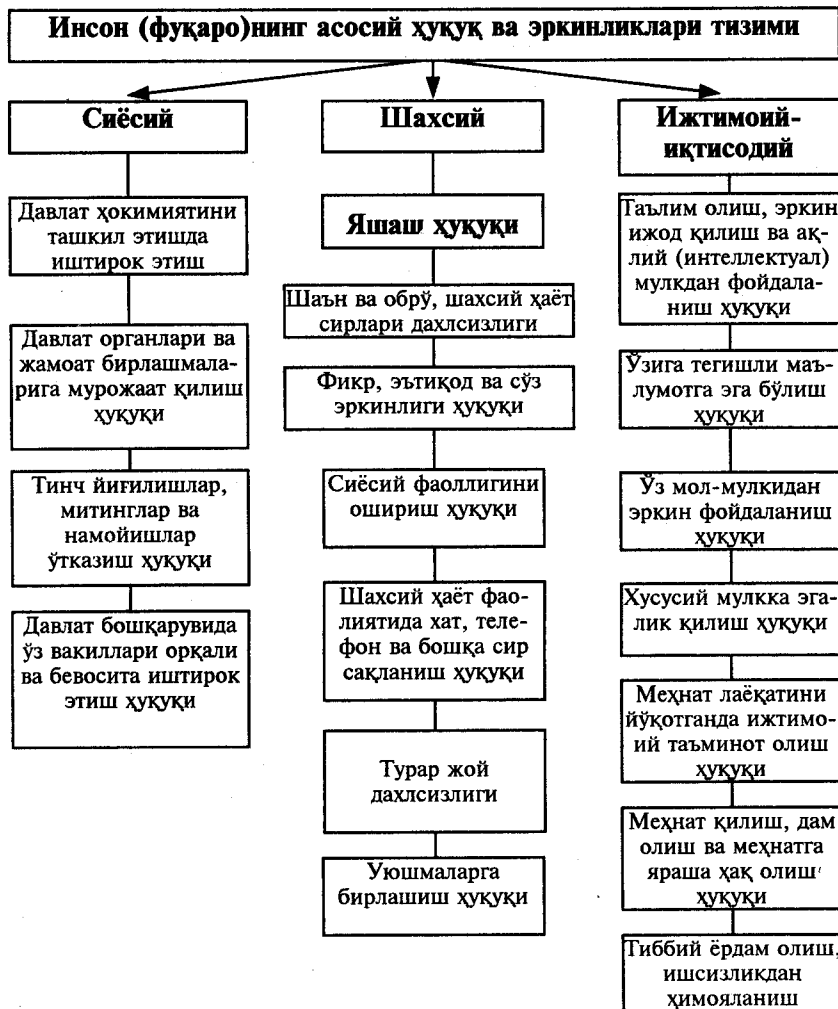 Инсон (фуқаро)нинг асосий ҳуқуқ ва эркинликлари тизими
Сиёсий
Давлат ҳокимиятини
ташкил этишда
иштирок этиш
Давлат органлари ва
жамоат бирлашмала-
рига мурожаат қилиш
ҳуқуқи
Тинч йиғилишлар,
митинглар ва
намойишлар
ўтказиш ҳуқуқи
Давлат бошқарувида
ўз вакиллари орқали
ва бевосита иштирок
этиш ҳуқуқи
Шахсий
Яшаш ҳуқуқи
Шаън ва обрў, шахсий ҳаёт
сирлари дахлсизлиги
Фикр, эътиқод ва сўз
эркинлиги ҳуқуқи
Сиёсий фаоллигини
ошириш ҳуқуқи
Шахсий ҳаёт фао-
лиятида хат, теле-
фон ва бошқа сир
сақланиш ҳуқуқи
Турар жой
дахлсизлиги
Уюшмаларга
бирлашиш ҳуқуқи
Ижтимоий-
иқтисодий
Таълим олиш, эркин
ижод қилиш ва ақ-
лий (интеллектуал)
мулкдан фойдала-
ниш ҳуқуқи
Ўзига тегишли маъ-
лумотга эга бўлиш
ҳуқуқи
Ўз мол-мулкидан
эркин фойдаланиш
ҳуқуқи
Хусусий мулкка эга-
лик қилиш ҳуқуқи
Меҳнат лаёқатини
йўқотганда ижтимо-
ий таъминот олиш
ҳуқуқи
Меҳнат қилиш, дам
олиш ва меҳнатга
яраша ҳақ олиш
ҳуқуқи
Тиббий ёрдам олиш,
ишсизликдан
ҳимояланиш